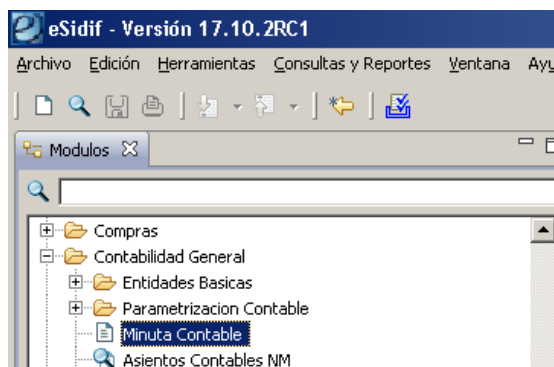 eSidif - Versión 17.10.2RC1
Archivo Edición Herramientas Consultas y Reportes Ventana Ayu
Modulos
Compras
Contabilidad General
Entidades Basicas
Parametrizacion Contable
Minuta Contable
Asientos Contables NM